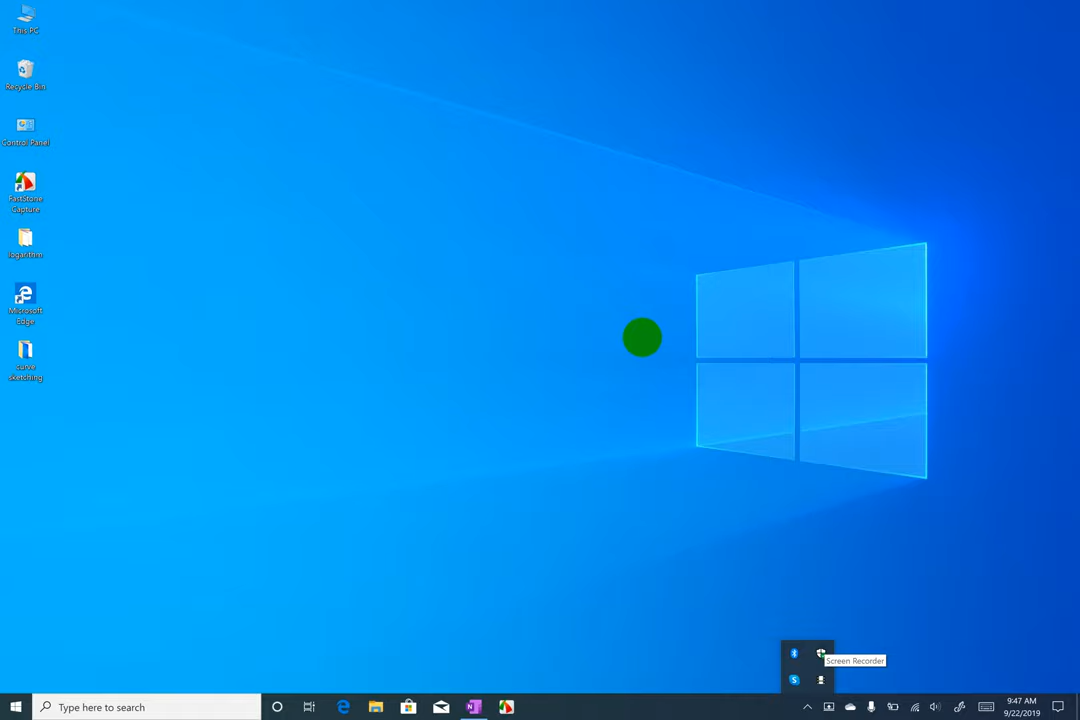 This PC
Recycle Bin
Control Panel
FastStone
Capture
logarithm
Microsoft
Edge
curve
sketching
Screen Recorder
Type here to search
9:47 AM
9/22/2019